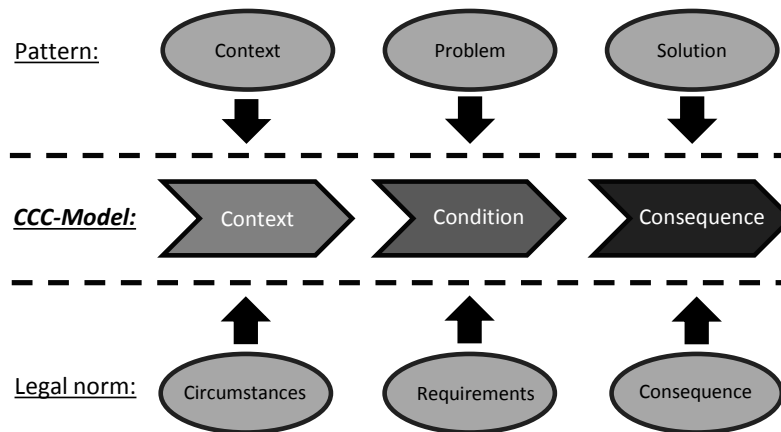 Pattern:
Context
Problem
Solution
CCC-Model:
Context
Condition
Consequence
Legal norm:
Circumstances
Requirements
Consequence